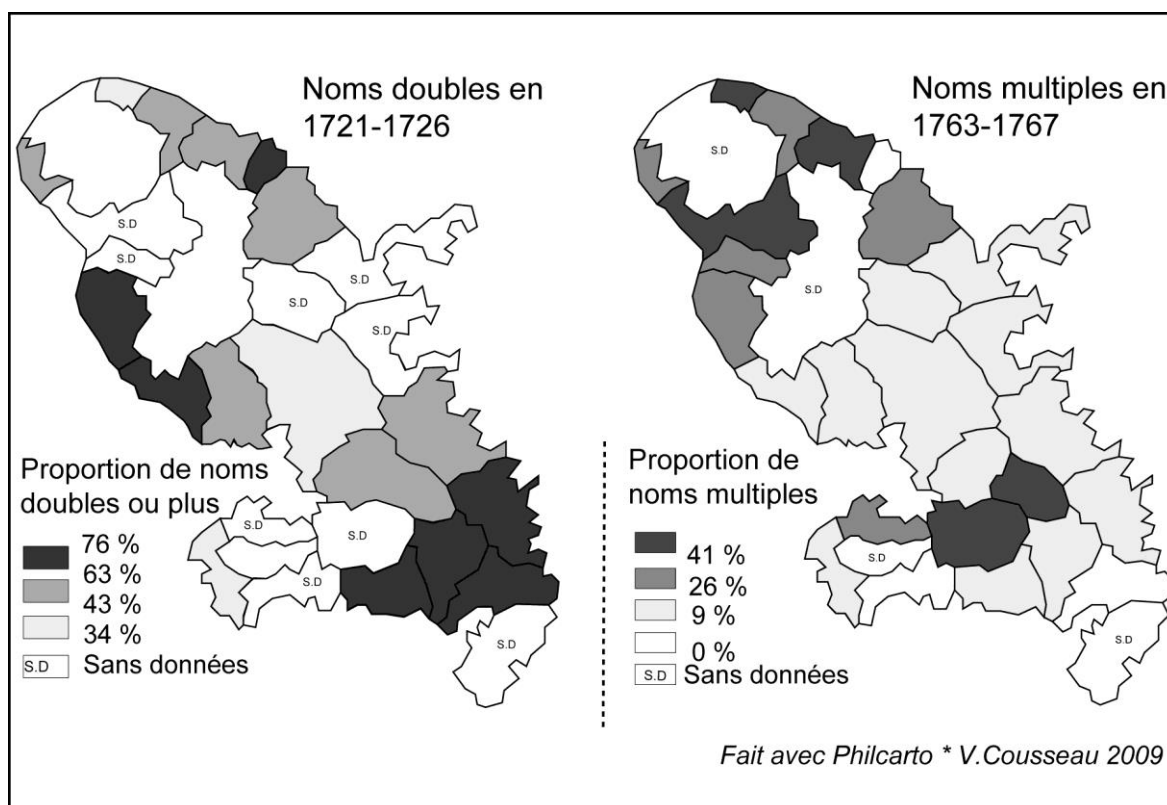 Noms doubles en
1721-1726
S.D
S.D
S.D
S.D
S.D
S.D
S.D
S.D
S.D
Proportion de noms
doubles ou plus
76 %
63 %
43 %
34 %
S.D Sans données
Noms multiples en
1763-1767
S.D
S.D
S.D
S.D
Proportion de
noms multiples
41 %
26 %
9 %
0 %
S.D Sans données
Fait avec Philcarto * V.Cousseau 2009